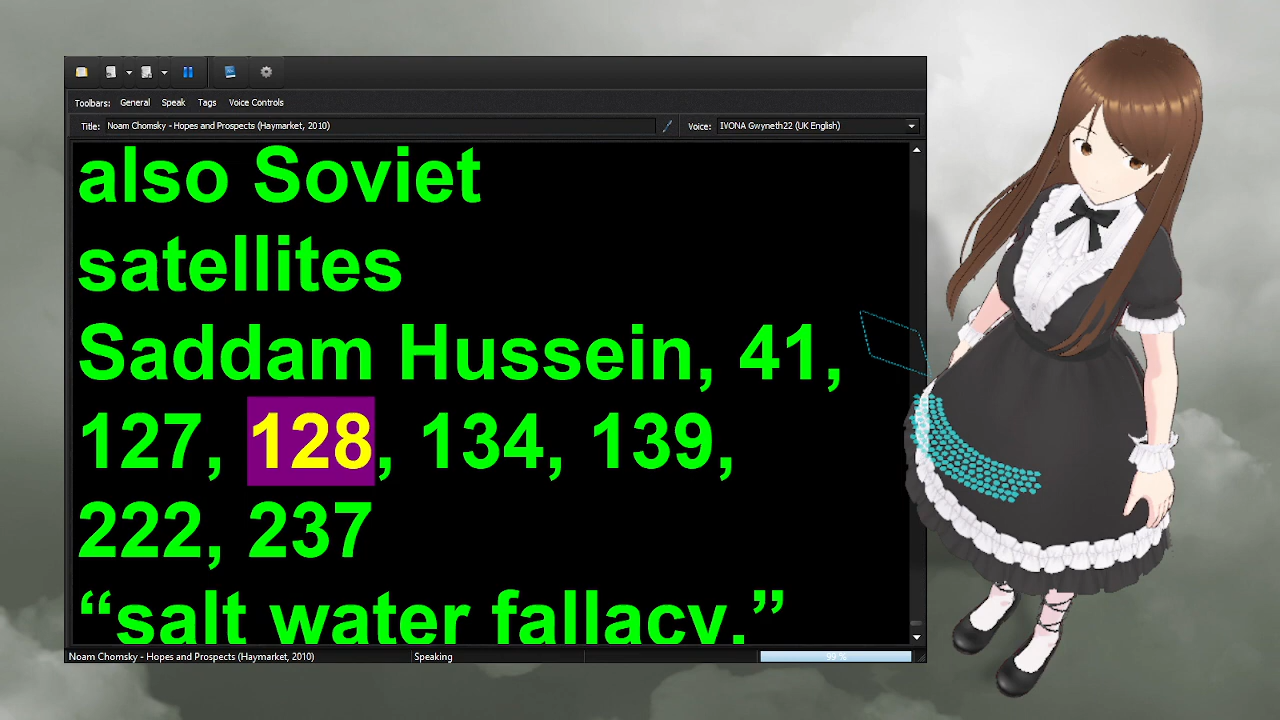 Toolbars: General Speak Tags Voice Controls
Title: Noam Chomsky - Hopes and Prospects (Haymarket, 2010) Voice: IVONA Gwyneth22 (UK English)
also Soviet
satellites
Saddam Hussein, 41,
127, 128, 134, 139,
222, 237
“salt water fallacy.”
Noam Chomsky - Hopes and Prospects (Haymarket, 2010) Speaking 99 %